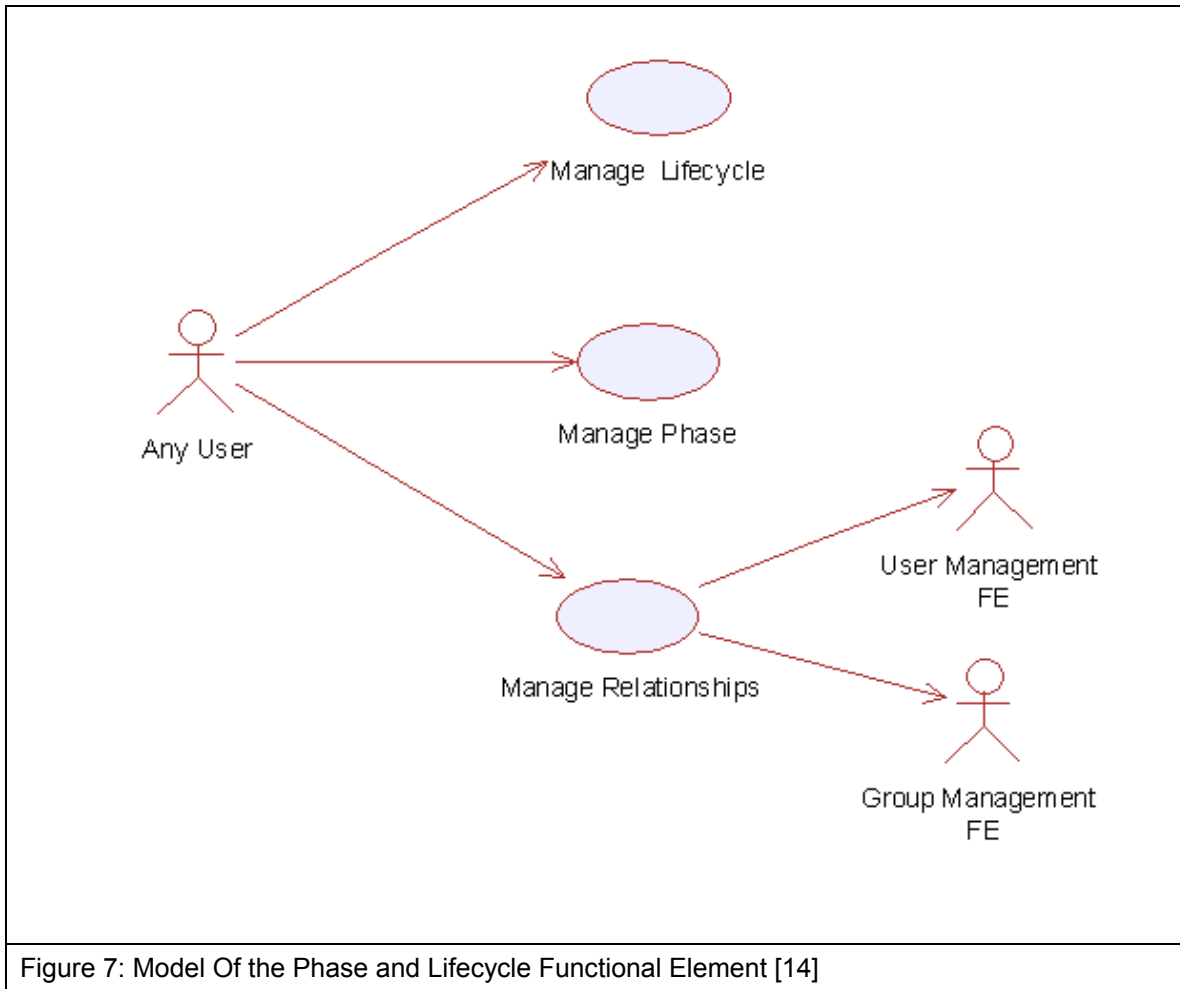 Manage Lifecycle
Any User
Manage Phase
User Management
FE
Manage Relationships
Group Management
FE
Figure 7: Model Of the Phase and Lifecycle Functional Element [14]